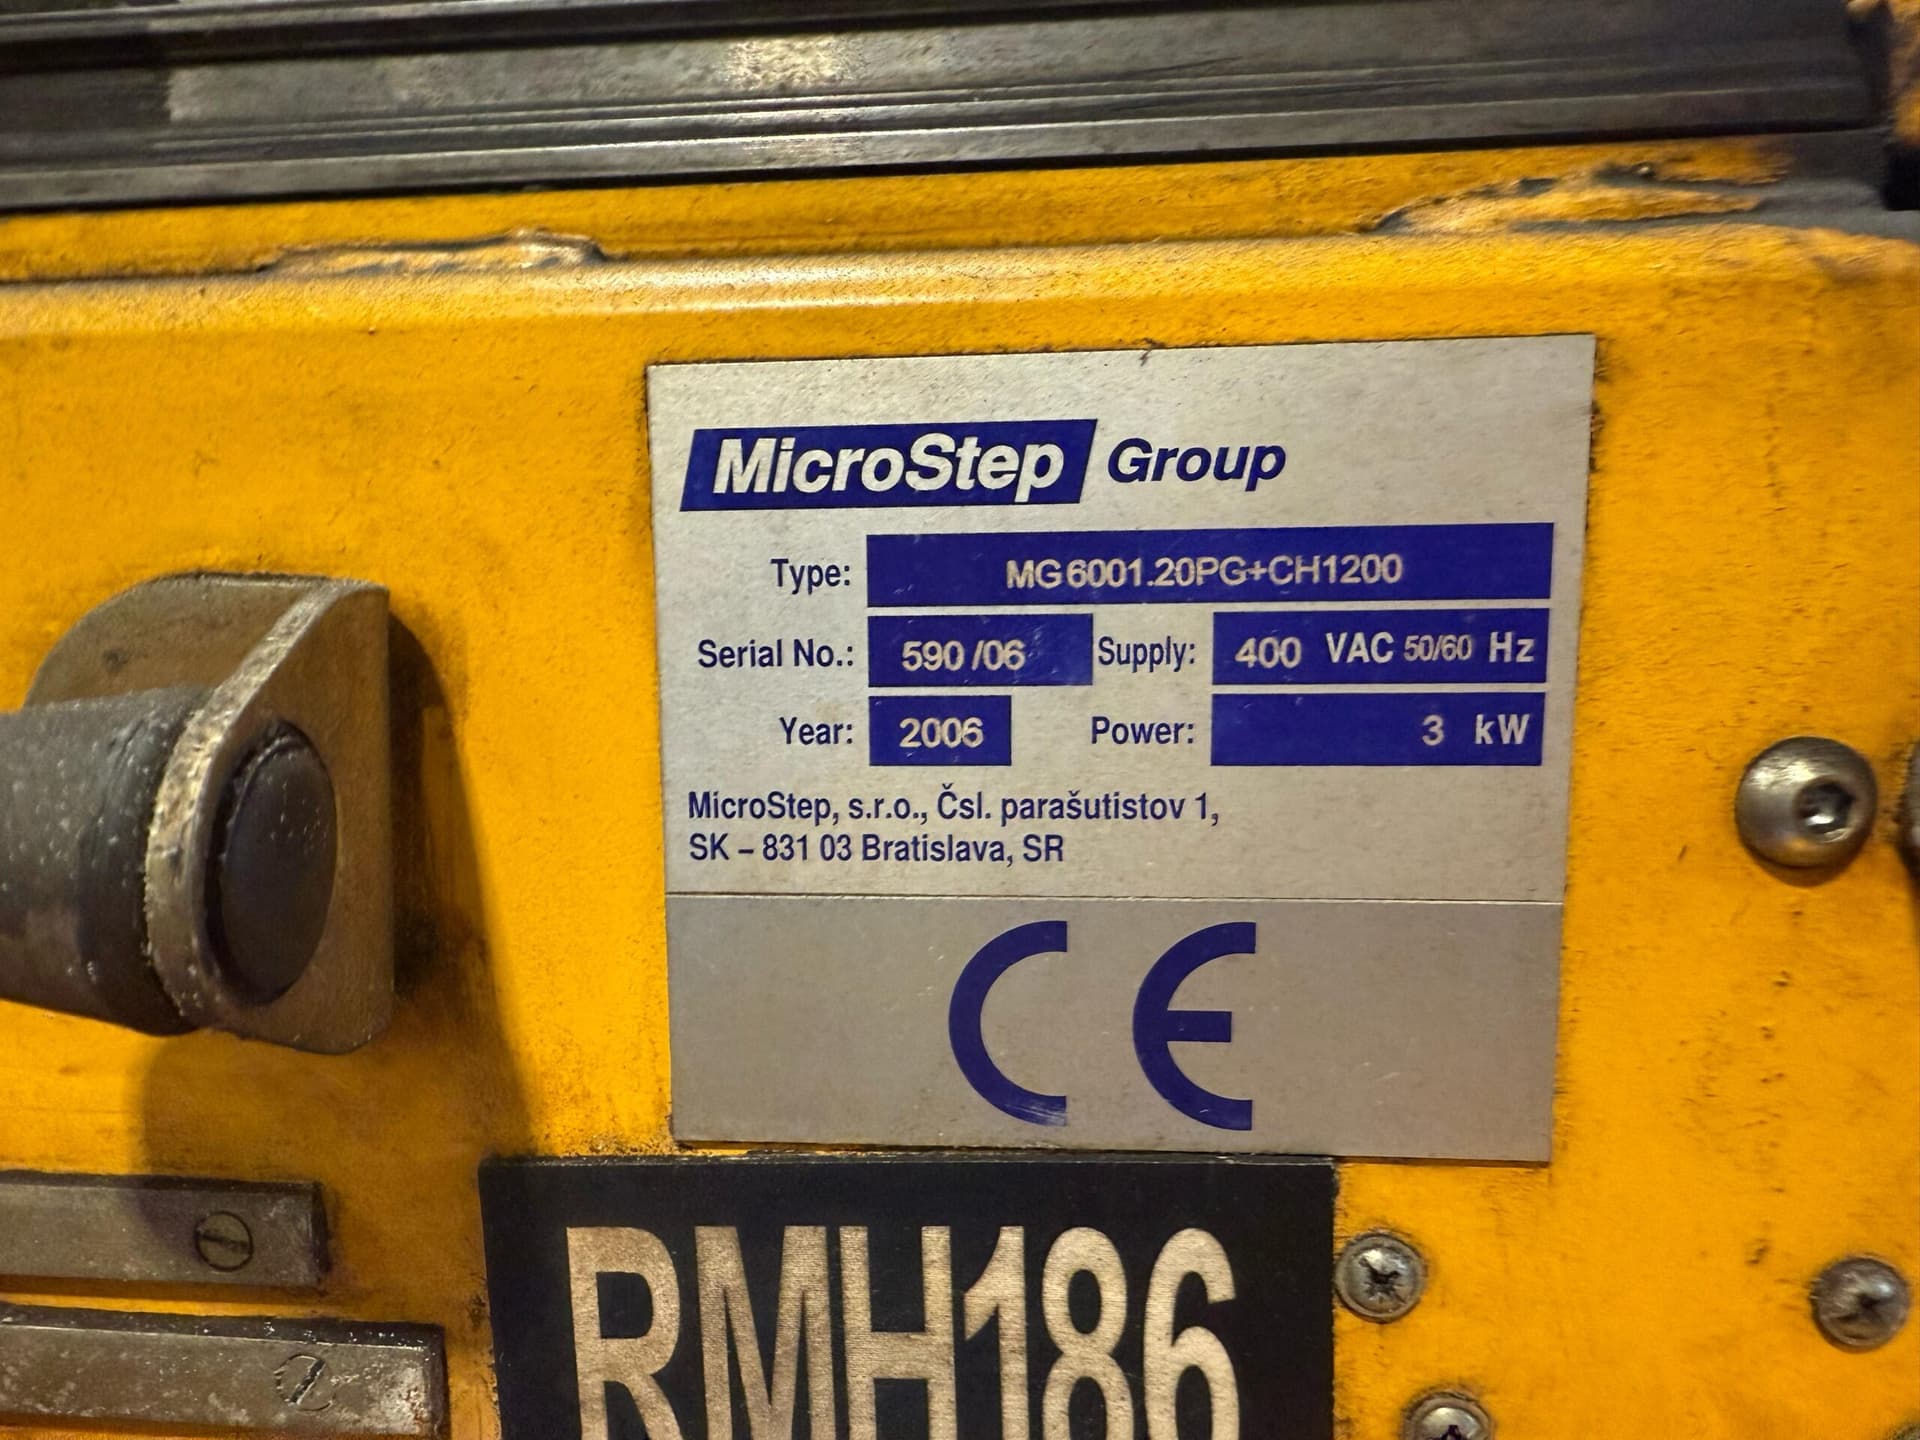 MicroStep Group
Type: MG6001.20PG+CH1200
Serial No.: 590/06 Supply: 400 VAC 50/60 Hz
Year: 2006 Power: 3 kW
MicroStep, s.r.o., Čsl. parašutistov 1,
SK – 831 03 Bratislava, SR
CE
RMH186